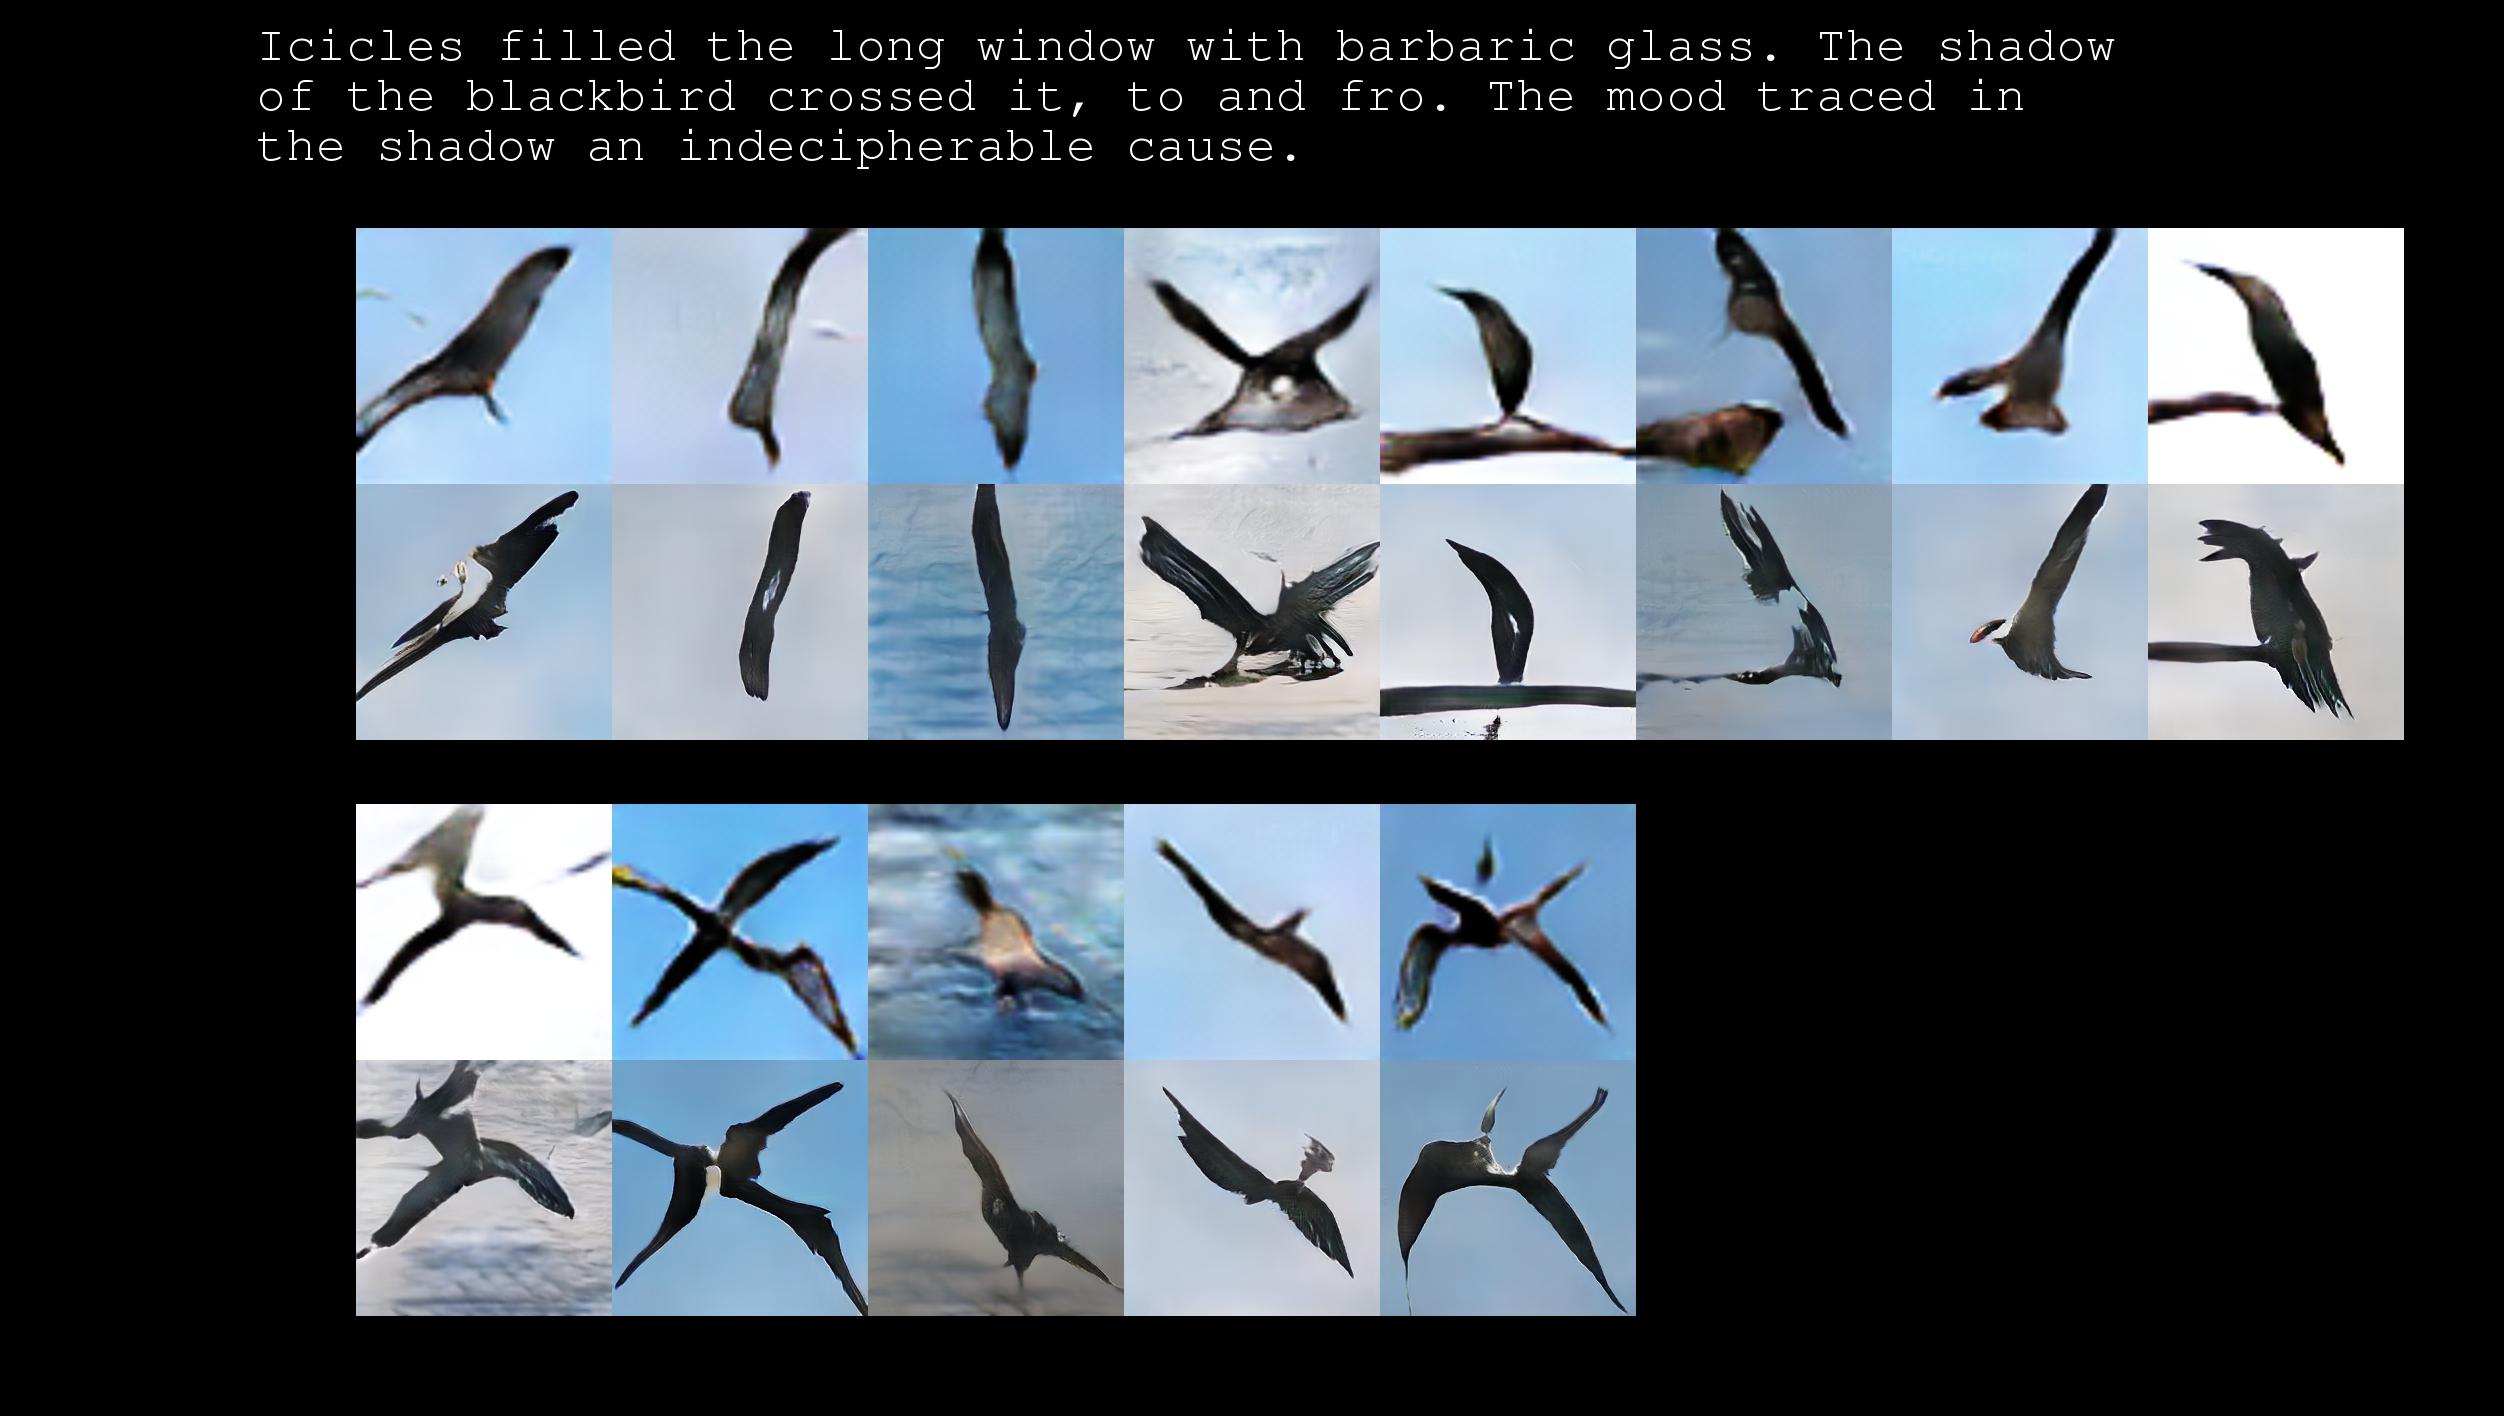 Icicles filled the long window with barbaric glass. The shadow
of the blackbird crossed it, to and fro. The mood traced in
the shadow an indecipherable cause.